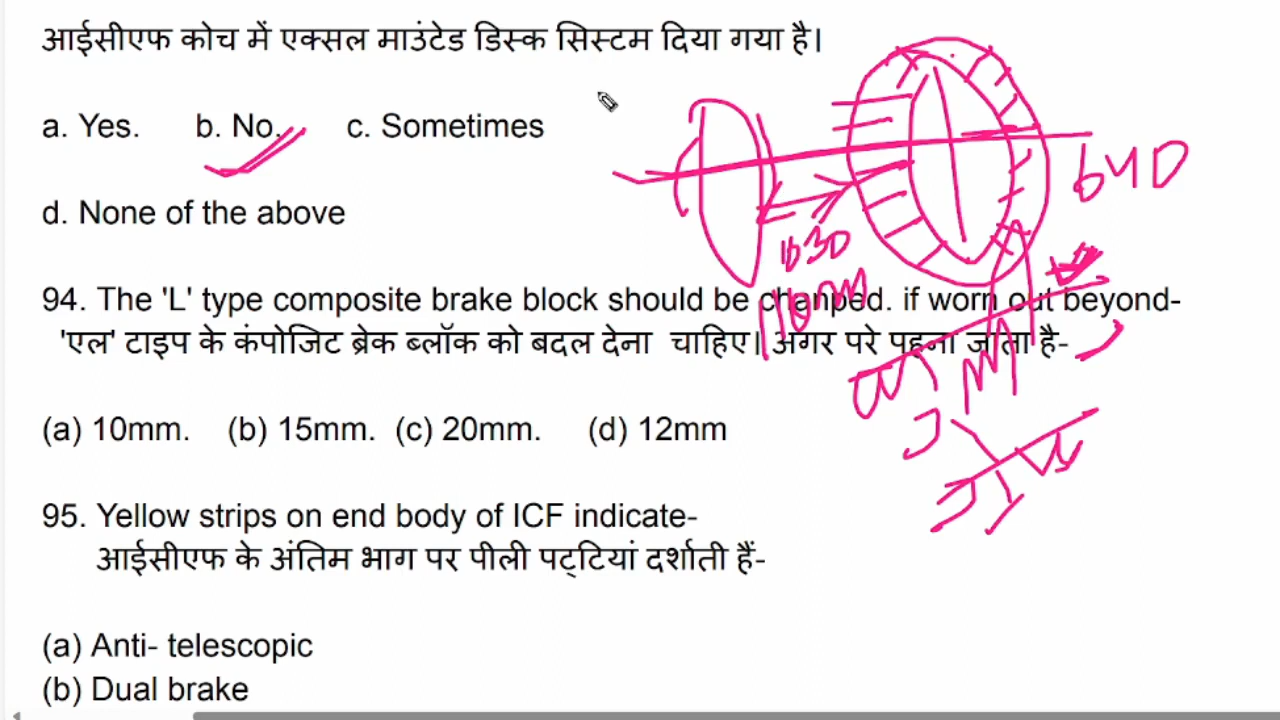 आईसीएफ कोच में एक्सल माउंटेड डिस्क सिस्टम दिया गया है।
a. Yes. b. No. c. Sometimes
d. None of the above
640
94. The 'L' type composite brake block should be chanped. if worn out beyond-
'एल' टाइप के कंपोजिट ब्रेक ब्लॉक को बदल देना चाहिए। अगर परे पहना जाता है-
(a) 10mm. (b) 15mm. (c) 20mm. (d) 12mm
95. Yellow strips on end body of ICF indicate-
आईसीएफ के अंतिम भाग पर पीली पट्टियां दर्शाती हैं-
(a) Anti- telescopic
(b) Dual brake